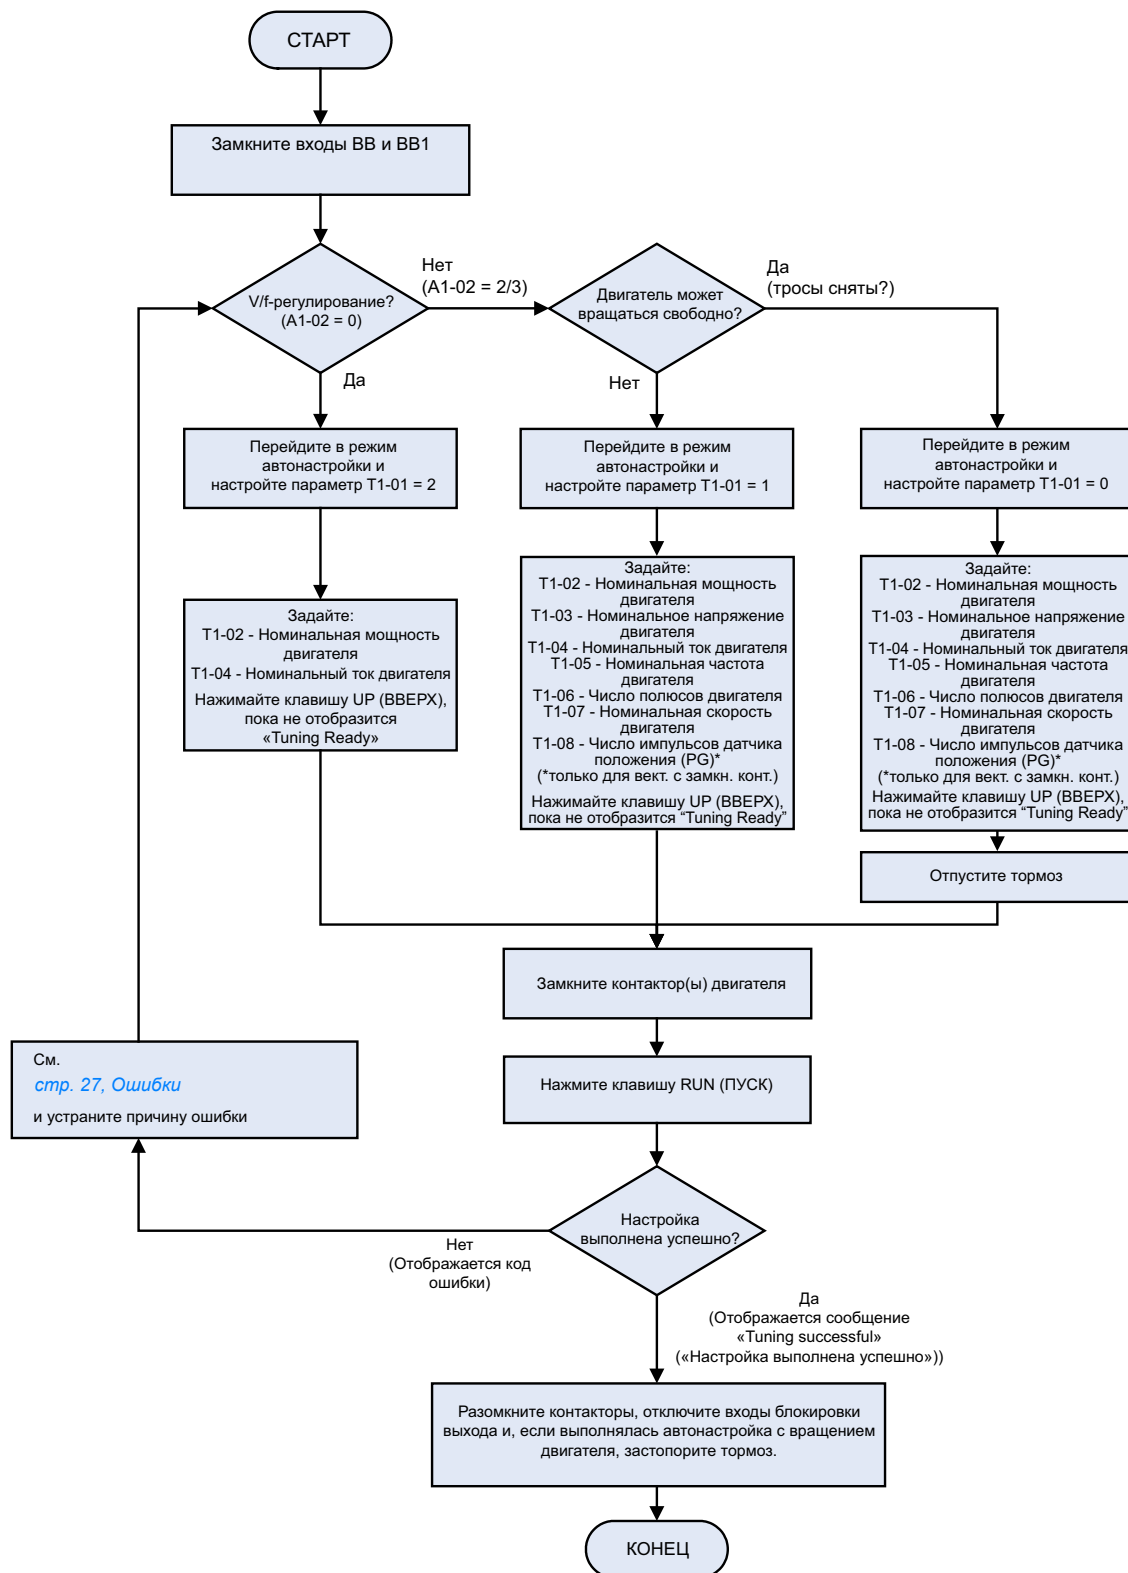 СТАРТ
Замкните входы BB и BB1
V/f-регулирование?
(A1-02 = 0)
Нет
(A1-02 = 2/3)
Двигатель может
вращаться свободно?
Да
(тросы сняты?)
Да
Нет
Перейдите в режим
автонастройки и
настройте параметр T1-01 = 2
Перейдите в режим
автонастройки и
настройте параметр T1-01 = 1
Перейдите в режим
автонастройки и
настройте параметр T1-01 = 0
Задайте:
T1-02 - Номинальная мощность
двигателя
T1-04 - Номинальный ток двигателя
Нажимайте клавишу UP (ВВЕРХ),
пока не отобразится
«Tuning Ready»
Задайте:
T1-02 - Номинальная мощность
двигателя
T1-03 - Номинальное напряжение
двигателя
T1-04 - Номинальный ток двигателя
T1-05 - Номинальная частота
двигателя
T1-06 - Число полюсов двигателя
T1-07 - Номинальная скорость
двигателя
T1-08 - Число импульсов датчика
положения (PG)*
(*только для вект. с замкн. конт.)
Нажимайте клавишу UP (ВВЕРХ),
пока не отобразится “Tuning Ready”
Задайте:
T1-02 - Номинальная мощность
двигателя
T1-03 - Номинальное напряжение
двигателя
T1-04 - Номинальный ток двигателя
T1-05 - Номинальная частота
двигателя
T1-06 - Число полюсов двигателя
T1-07 - Номинальная скорость
двигателя
T1-08 - Число импульсов датчика
положения (PG)*
(*только для вект. с замкн. конт.)
Нажимайте клавишу UP (ВВЕРХ),
пока не отобразится “Tuning Ready”
Отпустите тормоз
Замкните контактор(ы) двигателя
Нажмите клавишу RUN (ПУСК)
См.
стр. 27, Ошибки
и устраните причину ошибки
Настройка
выполнена успешно?
Нет
(Отображается код
ошибки)
Да
(Отображается сообщение
«Tuning successful»
(«Настройка выполнена успешно»))
Разомкните контакторы, отключите входы блокировки
выхода и, если выполнялась автонастройка с вращением
двигателя, застопорите тормоз.
КОНЕЦ